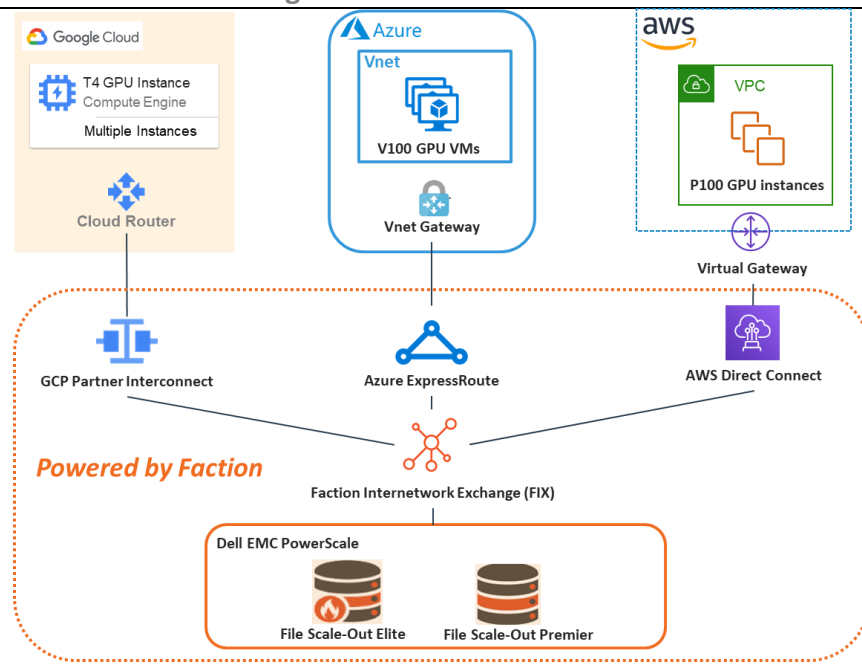 Google Cloud
T4 GPU Instance
Compute Engine
Multiple Instances
Cloud Router
Azure
Vnet
V100 GPU VMs
Vnet Gateway
aws
VPC
P100 GPU instances
Virtual Gateway
GCP Partner Interconnect
Azure ExpressRoute
AWS Direct Connect
Powered by Faction
Faction Internetwork Exchange (FIX)
Dell EMC PowerScale
File Scale-Out Elite
File Scale-Out Premier